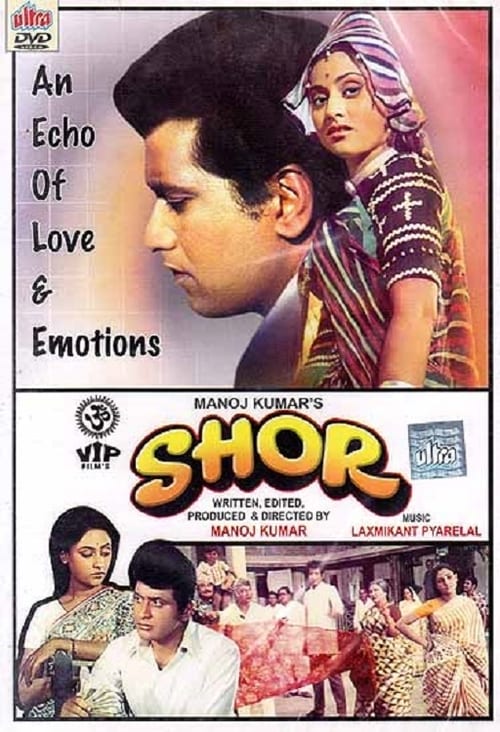 ultra
DVD
VIDEO
An
Echo
Of
Love
&
Emotions
MANOJ KUMAR'S
SHOR
ॐ
VIP
FILM'S
ultra
WRITTEN, EDITED,
PRODUCED & DIRECTED BY
MANOJ KUMAR
MUSIC
LAXMIKANT PYARELAL